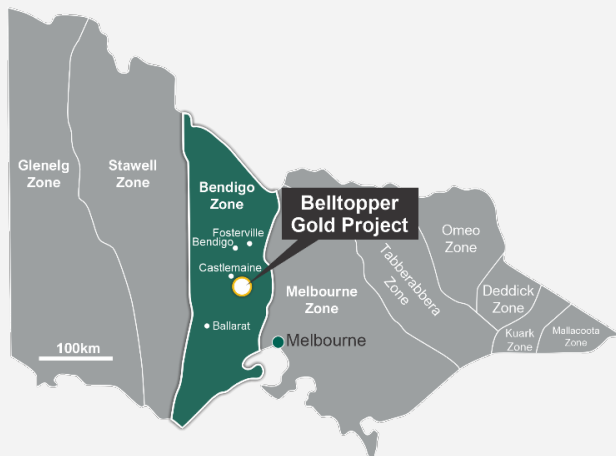 Glenelg
Zone
Stawell
Zone
Bendigo
Zone
Belltopper
Gold Project
Fosterville
Bendigo
Castlemaine
Ballarat
Melbourne
Zone
Melbourne
Tabberabbera
Zone
Omeo
Zone
Deddick
Zone
Kuark
Zone
Mallacoota
Zone
100km